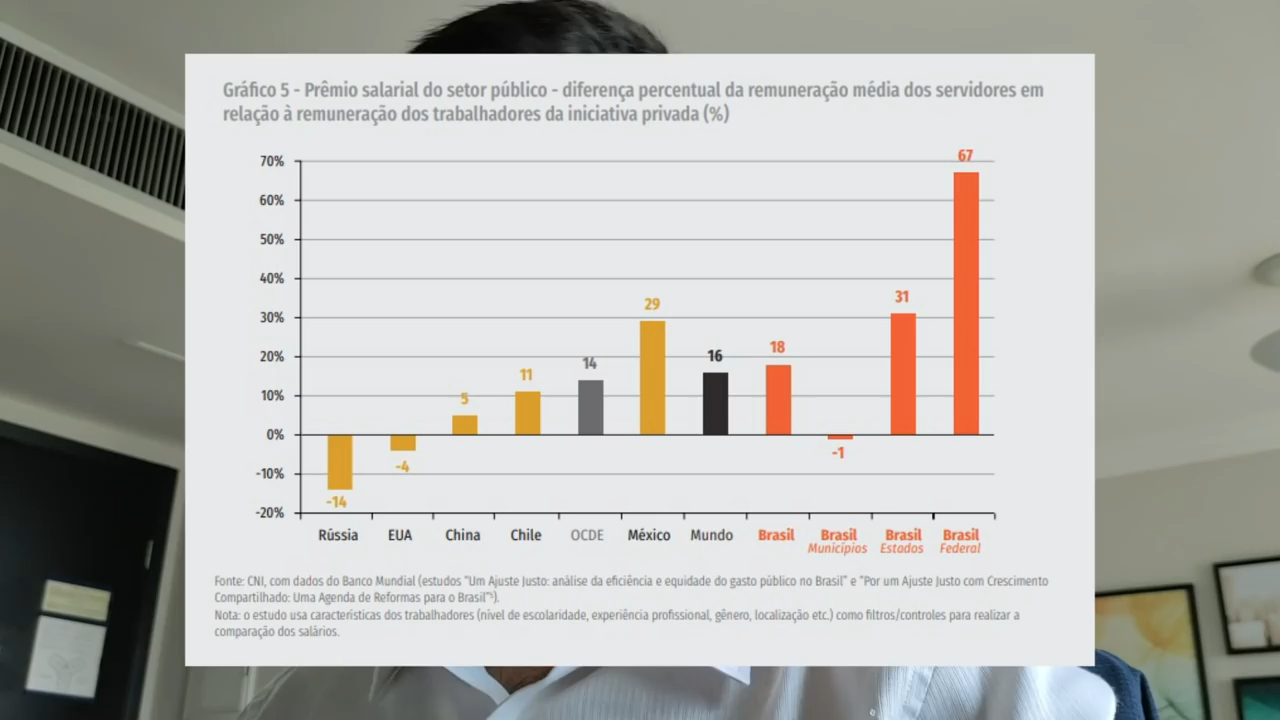 Gráfico 5 - Prêmio salarial do setor público - diferença percentual da remuneração média dos servidores em
relação à remuneração dos trabalhadores da iniciativa privada (%)
70%
60%
50%
40%
30%
20%
10%
0%
-10%
-20%
-14
-4
5
11
14
29
16
18
-1
31
67
Rússia
EUA
China
Chile
OCDE
México
Mundo
Brasil
Brasil
Municípios
Brasil
Estados
Brasil
Federal
Fonte: CNI, com dados do Banco Mundial (estudos "Um Ajuste Justo: análise da eficiência e equidade do gasto público no Brasil" e "Por um Ajuste Justo com Crescimento
Compartilhado: Uma Agenda de Reformas para o Brasil"⁵).
Nota: o estudo usa características dos trabalhadores (nível de escolaridade, experiência profissional, gênero, localização etc.) como filtros/controles para realizar a
comparação dos salários.